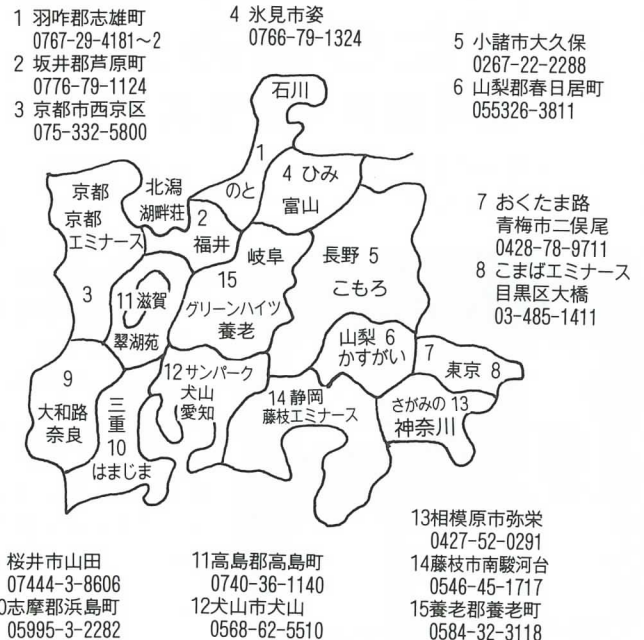 1 羽咋郡志雄町
0767-29-4181〜2
2 坂井郡芦原町
0776-79-1124
3 京都市西京区
075-332-5800
4 氷見市姿
0766-79-1324
5 小諸市大久保
0267-22-2288
6 山梨郡春日居町
055326-3811
7 おくたま路
青梅市二俣尾
0428-78-9711
8 こまばエミナース
目黒区大橋
03-485-1411
石川
1
のと
4 ひみ
富山
京都
京都
エミナース
3
北潟
湖畔荘
2
福井
岐阜
15
グリーンハイツ
養老
長野 5
こもろ
11 滋賀
翠湖苑
山梨 6
かすがい
7
東京 8
9
大和路
奈良
三重
10
はまじま
12 サンパーク
犬山
愛知
14 静岡
藤枝エミナース
さがみの 13
神奈川
桜井市山田
07444-3-8606
0志摩郡浜島町
05995-3-2282
11高島郡高島町
0740-36-1140
12犬山市犬山
0568-62-5510
13相模原市弥栄
0427-52-0291
14藤枝市南駿河台
0546-45-1717
15養老郡養老町
0584-32-3118